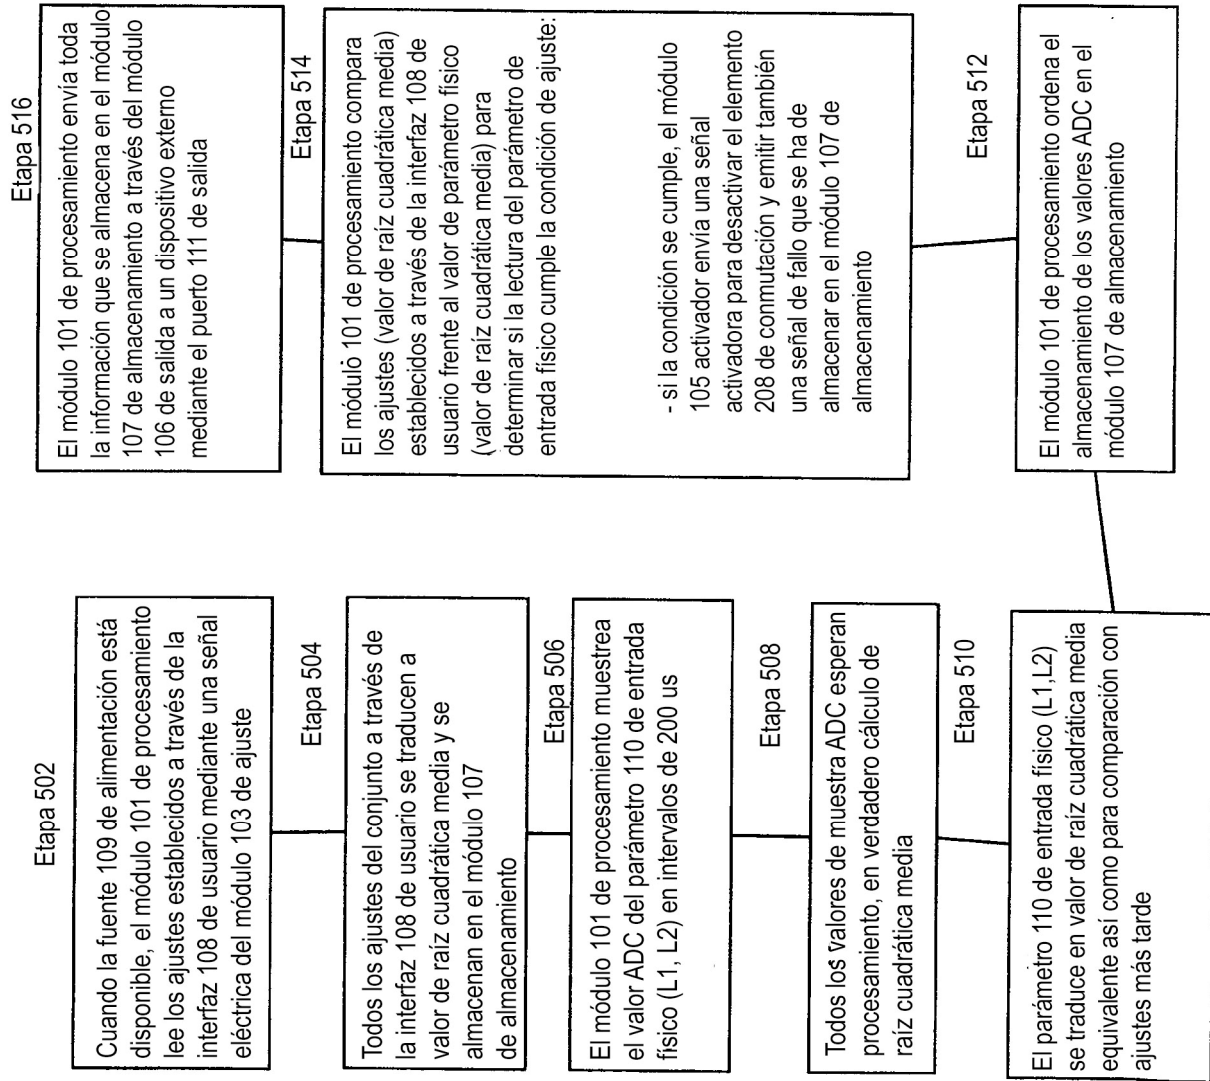 Etapa 502
Cuando la fuente 109 de alimentación está
disponible, el módulo 101 de procesamiento
lee los ajustes establecidos a través de la
interfaz 108 de usuario mediante una señal
eléctrica del módulo 103 de ajuste
Etapa 504
Todos los ajustes del conjunto a través de
la interfaz 108 de usuario se traducen a
valor de raíz cuadrática media y se
almacenan en el módulo 107
de almacenamiento
Etapa 506
El módulo 101 de procesamiento muestrea
el valor ADC del parámetro 110 de entrada
físico (L1, L2) en intervalos de 200 us
Etapa 508
Todos los valores de muestra ADC esperan
procesamiento, en verdadero cálculo de
raíz cuadrática media
Etapa 510
El parámetro 110 de entrada físico (L1,L2)
se traduce en valor de raíz cuadrática media
equivalente así como para comparación con
ajustes más tarde
Etapa 512
El módulo 101 de procesamiento ordena el
almacenamiento de los valores ADC en el
módulo 107 de almacenamiento
Etapa 514
El móduló 101 de procesamiento compara
los ajustes (valor de raíz cuadrática media)
establecidos a través de la interfaz 108 de
usuario frente al valor de parámetro físico
(valor de raíz cuadrática media) para
determinar si la lectura del parámetro de
entrada físico cumple la condición de ajuste:
- si la condición se cumple, el módulo
105 activador envía una señal
activadora para desactivar el elemento
208 de conmutación y emitir también
una señal de fallo que se ha de
almacenar en el módulo 107 de
almacenamiento
Etapa 516
El módulo 101 de procesamiento envía toda
la información que se almacena en el módulo
107 de almacenamiento a través del módulo
106 de salida a un dispositivo externo
mediante el puerto 111 de salida